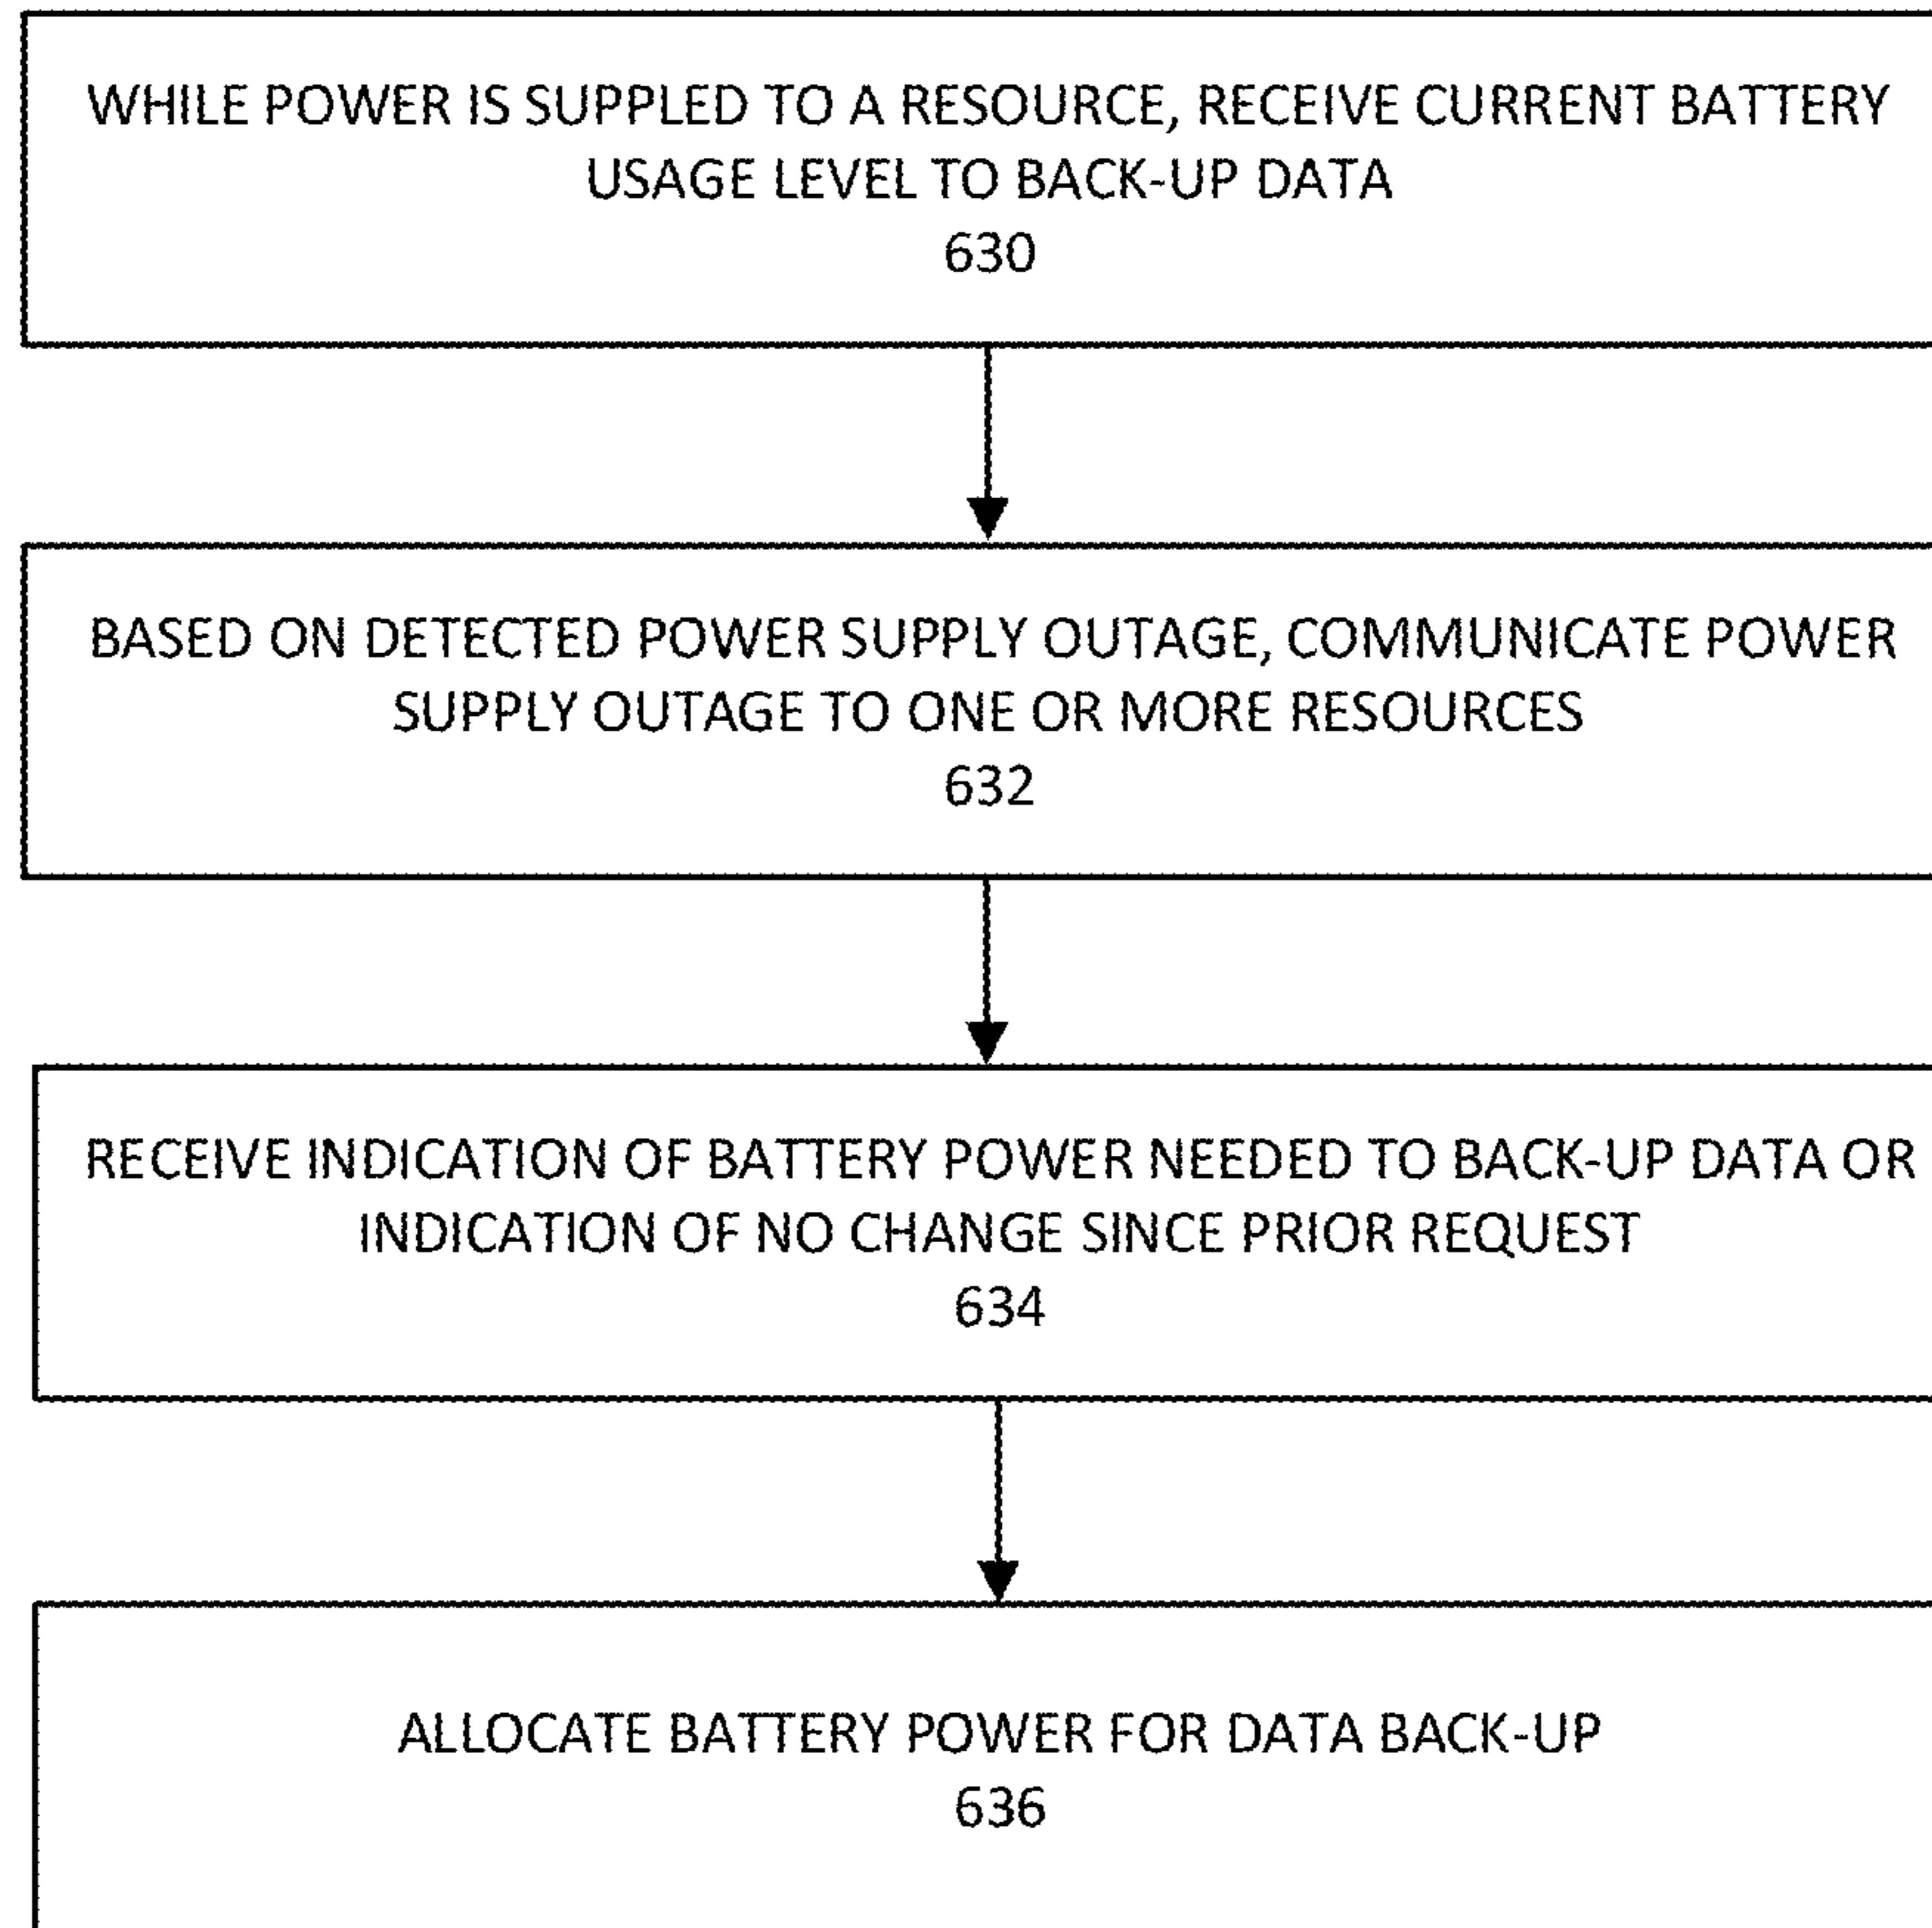 WHILE POWER IS SUPPLED TO A RESOURCE, RECEIVE CURRENT BATTERY
USAGE LEVEL TO BACK-UP DATA
630
BASED ON DETECTED POWER SUPPLY OUTAGE, COMMUNICATE POWER
SUPPLY OUTAGE TO ONE OR MORE RESOURCES
632
RECEIVE INDICATION OF BATTERY POWER NEEDED TO BACK-UP DATA OR
INDICATION OF NO CHANGE SINCE PRIOR REQUEST
634
ALLOCATE BATTERY POWER FOR DATA BACK-UP
636